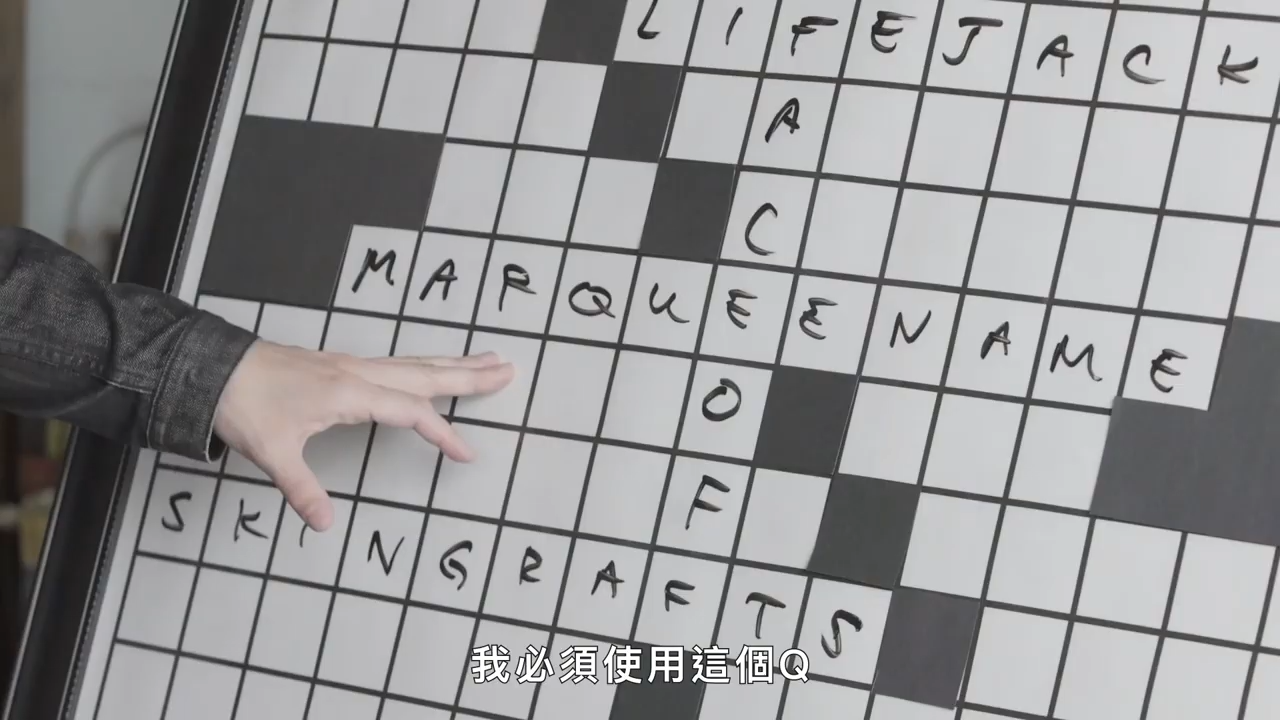 LIFEJACK
A
C
MARQUEENAME
O
F
SKINGRAFTS
我必須使用這個Q